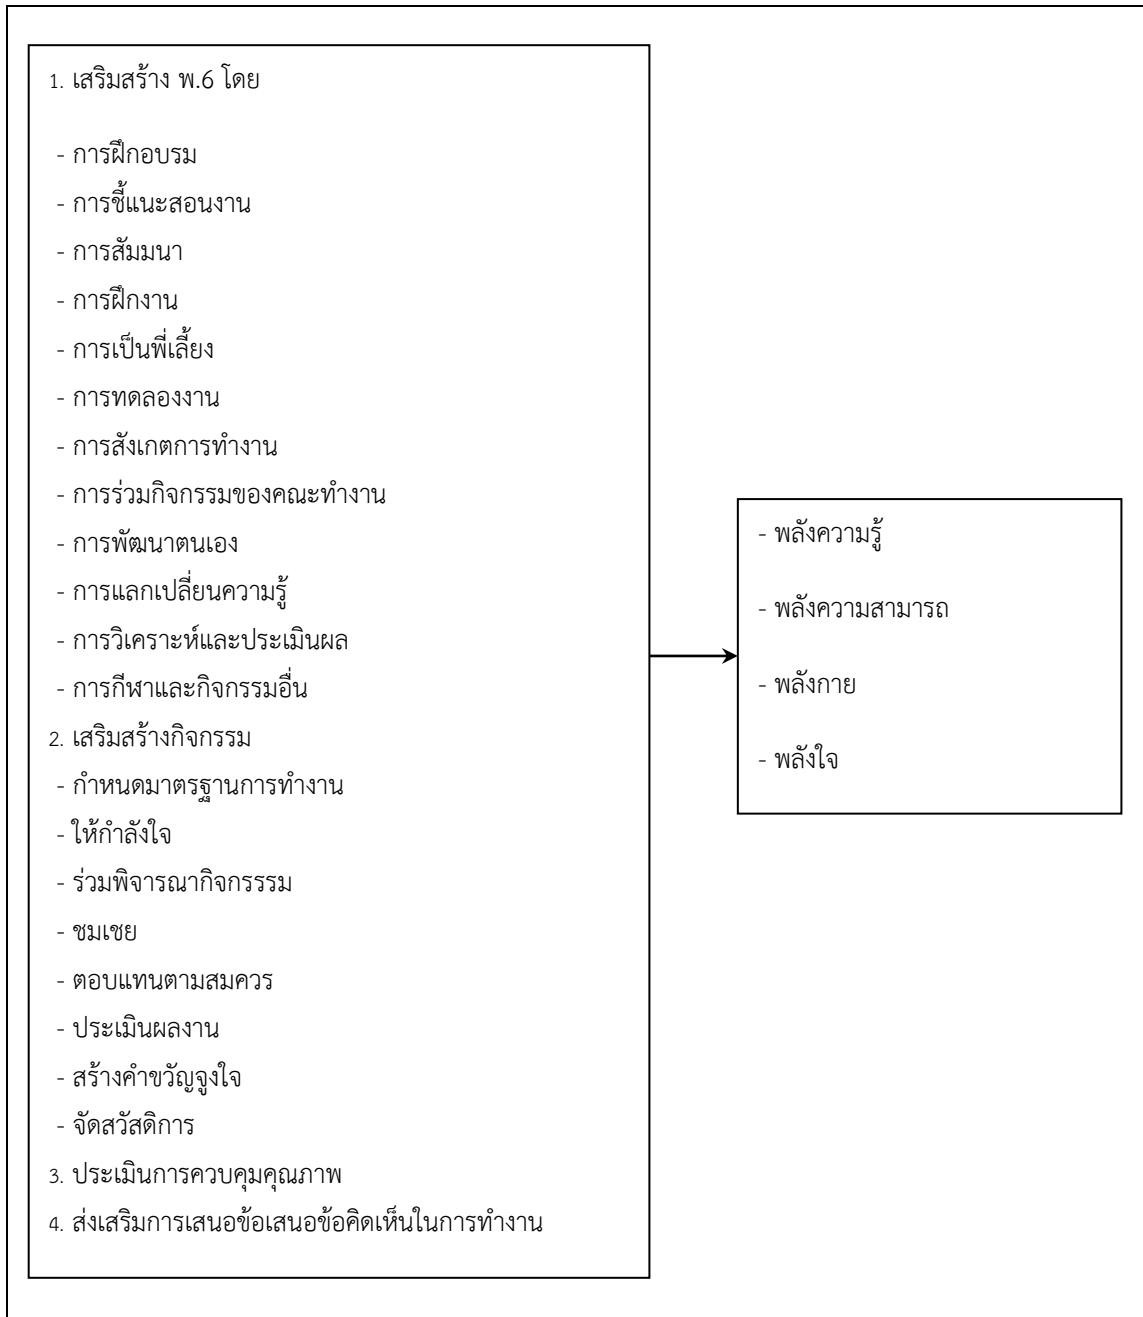 1. เสริมสร้าง พ.6 โดย
- การฝึกอบรม
- การชี้แนะสอนงาน
- การสัมมนา
- การฝึกงาน
- การเป็นพี่เลี้ยง
- การทดลองงาน
- การสังเกตการทำงาน
- การร่วมกิจกรรมของคณะทำงาน
- การพัฒนาตนเอง
- การแลกเปลี่ยนความรู้
- การวิเคราะห์และประเมินผล
- การกีฬาและกิจกรรมอื่น
2. เสริมสร้างกิจกรรม
- กำหนดมาตรฐานการทำงาน
- ให้กำลังใจ
- ร่วมพิจารณากิจกรรรม
- ชมเชย
- ตอบแทนตามสมควร
- ประเมินผลงาน
- สร้างคำขวัญจูงใจ
- จัดสวัสดิการ
3. ประเมินการควบคุมคุณภาพ
4. ส่งเสริมการเสนอข้อเสนอข้อคิดเห็นในการทำงาน
- พลังความรู้
- พลังความสามารถ
- พลังกาย
- พลังใจ